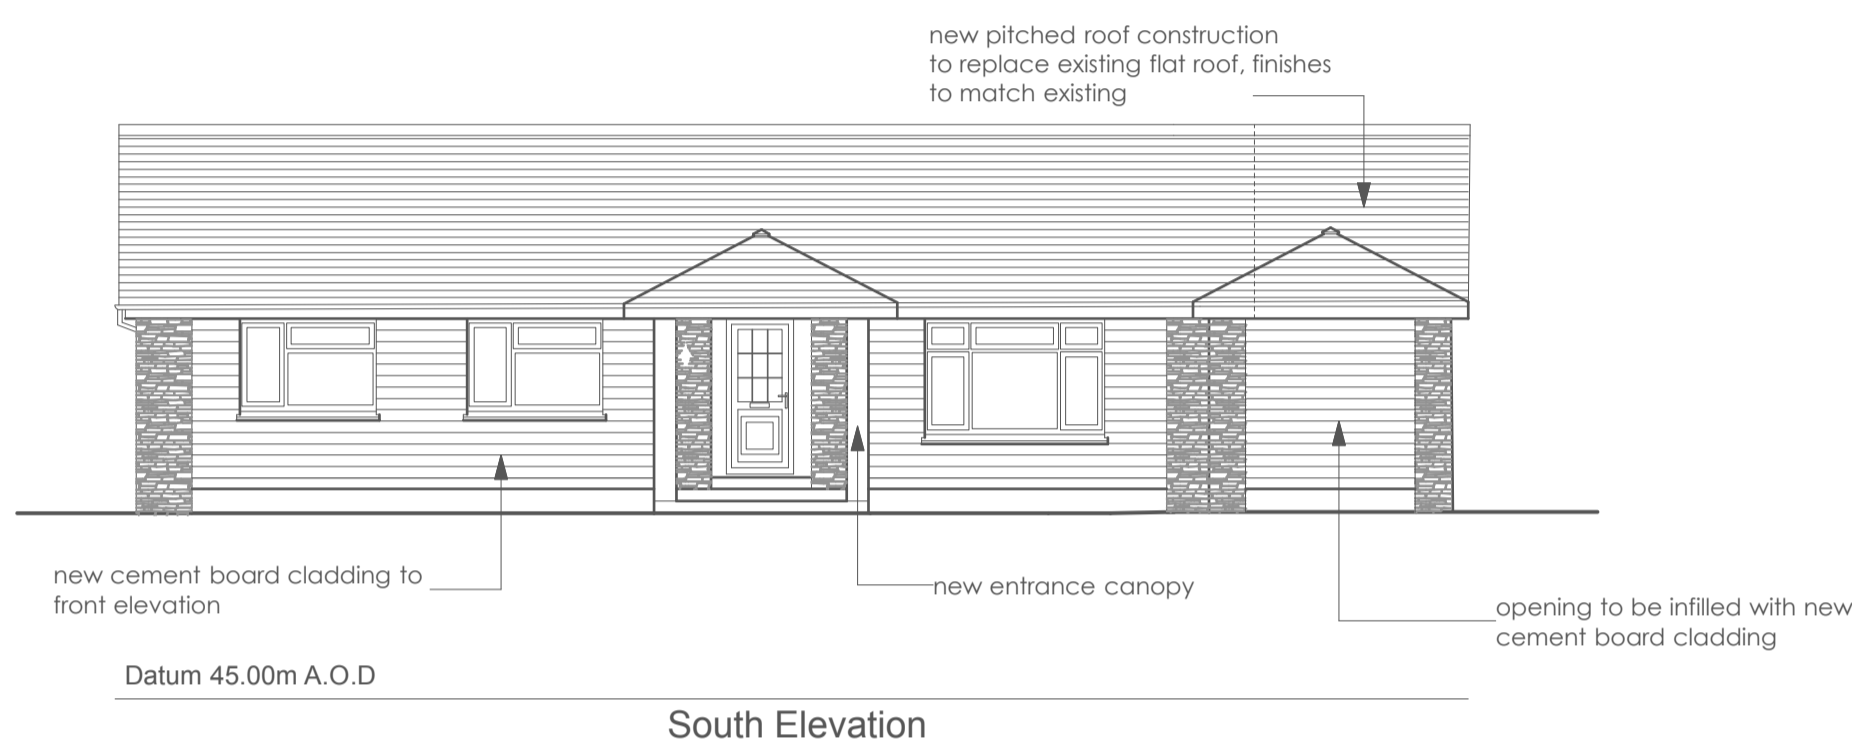 new pitched roof construction
to replace existing flat roof, finishes
to match existing
new cement board cladding to
front elevation
new entrance canopy
opening to be infilled with new
cement board cladding
Datum 45.00m A.O.D
South Elevation